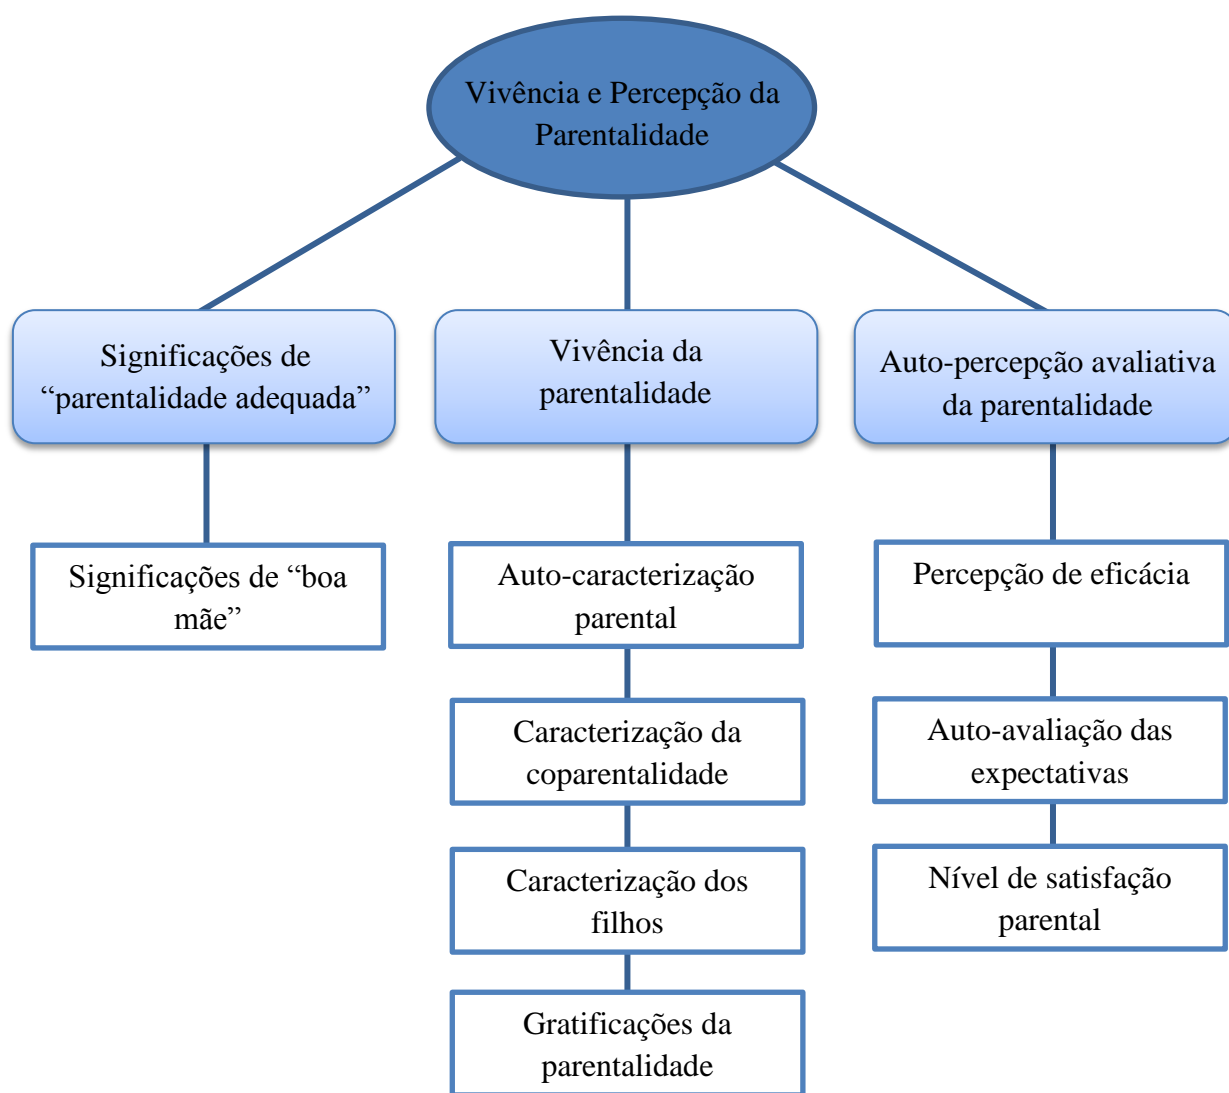 Vivência e Percepção da
Parentalidade
Significações de
“parentalidade adequada”
Vivência da
parentalidade
Auto-percepção avaliativa
da parentalidade
Significações de “boa
mãe”
Auto-caracterização
parental
Caracterização da
coparentalidade
Caracterização dos
filhos
Gratificações da
parentalidade
Percepção de eficácia
Auto-avaliação das
expectativas
Nível de satisfação
parental